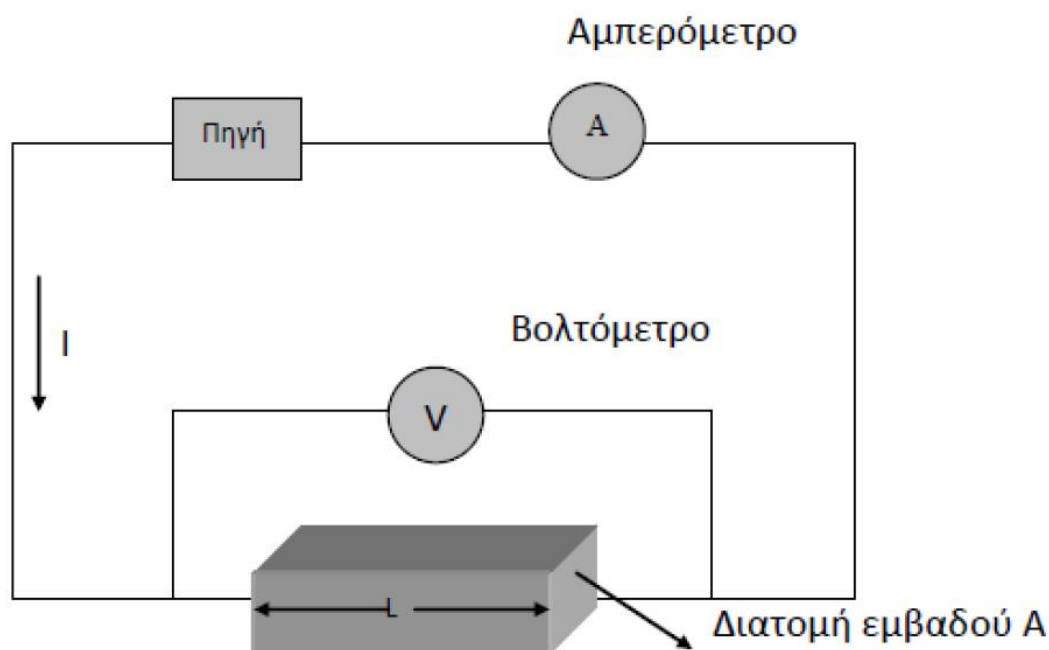 Αμπερόμετρο
Πηγή
A
I
Βολτόμετρο
V
L
Διατομή εμβαδού Α